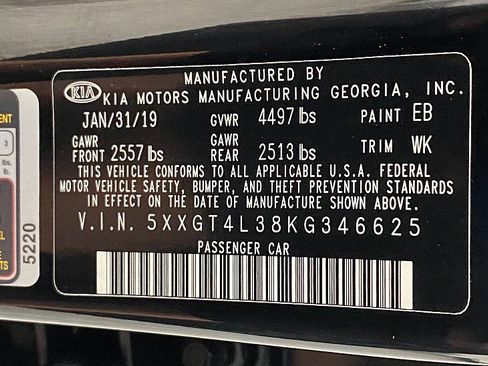 MANUFACTURED BY
KIA KIA MOTORS MANUFACTURING GEORGIA, INC.
JAN/31/19 GVWR 4497 lbs PAINT EB
GAWR FRONT 2557 lbs GAWR REAR 2513 lbs TRIM WK
THIS VEHICLE CONFORMS TO ALL APPLICABLE U.S.A. FEDERAL
MOTOR VEHICLE SAFETY, BUMPER, AND THEFT PREVENTION STANDARDS
IN EFFECT ON THE DATE OF MANUFACTURE SHOWN ABOVE.
V.I.N. 5XXGT4L38KG346625
PASSENGER CAR
5220